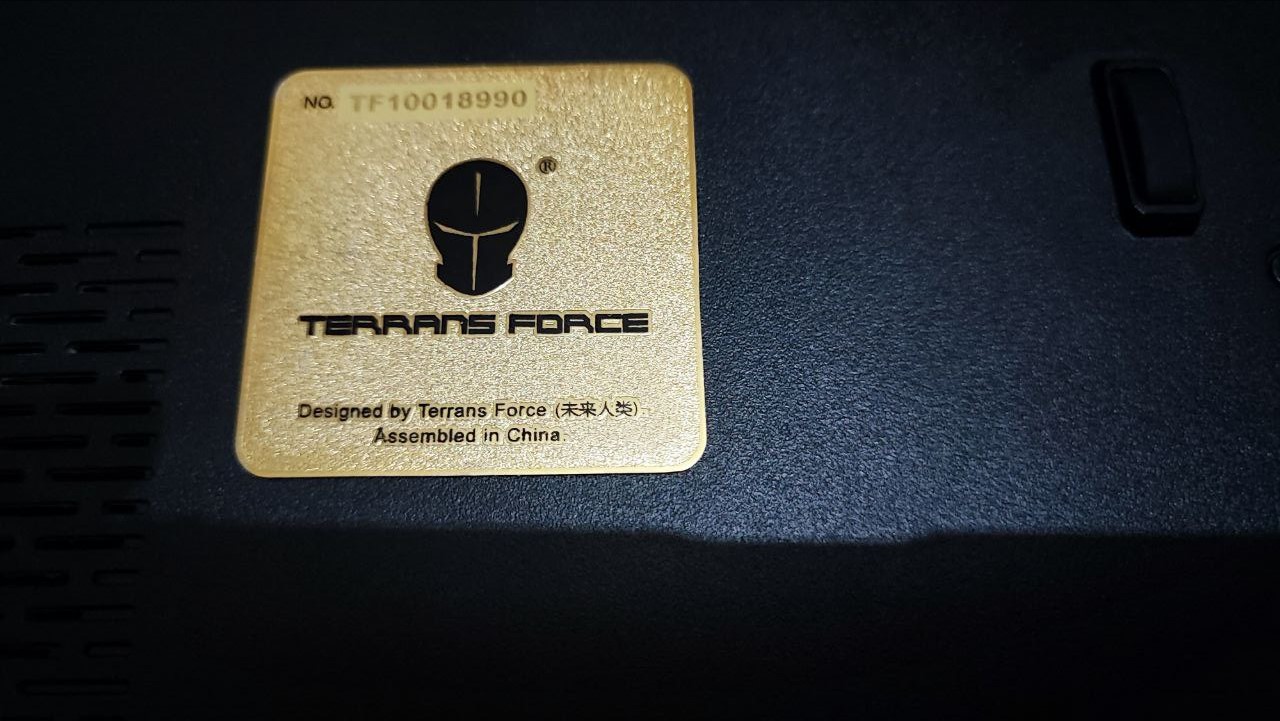 NO. TF10018990
®
TERRANS FORCE
Designed by Terrans Force (未来人类)
Assembled in China.